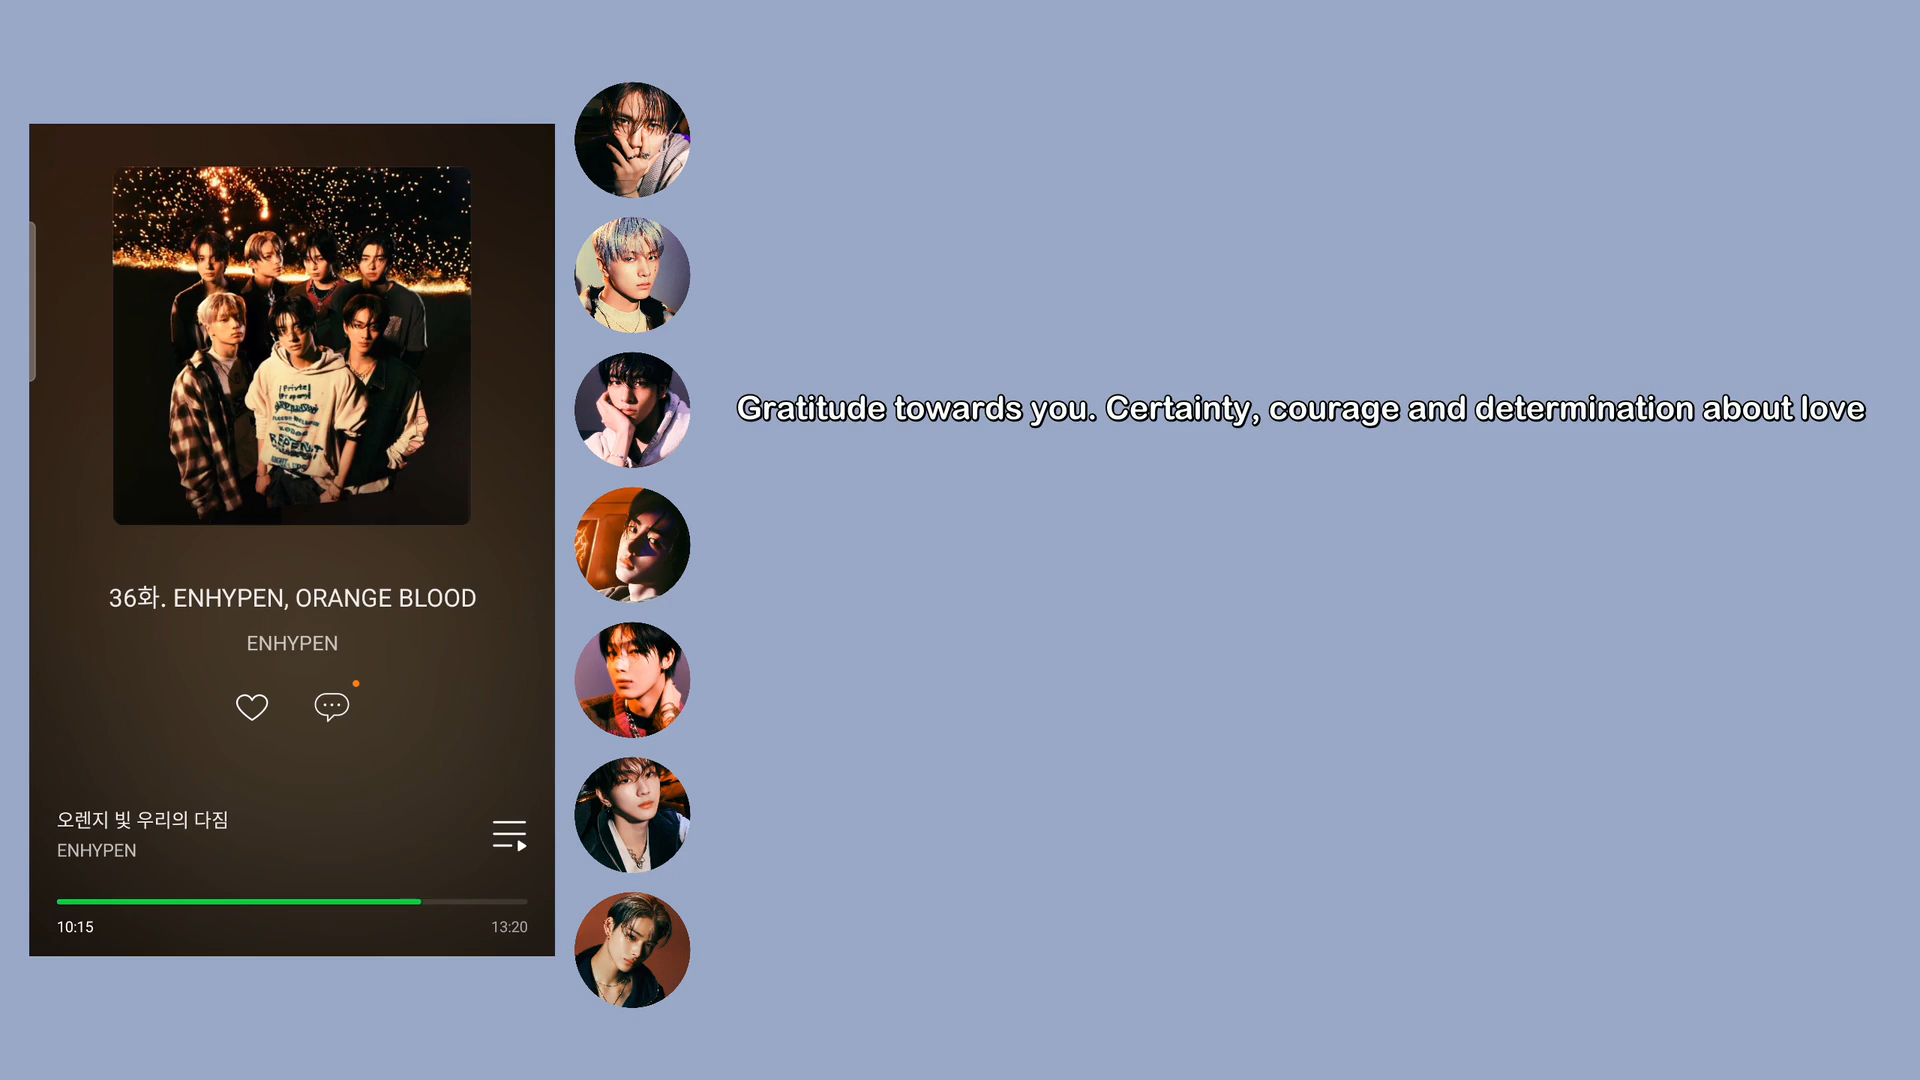 36화. ENHYPEN, ORANGE BLOOD
ENHYPEN
오렌지 빛 우리의 다짐
ENHYPEN
10:15
13:20
Gratitude towards you. Certainty, courage and determination about love